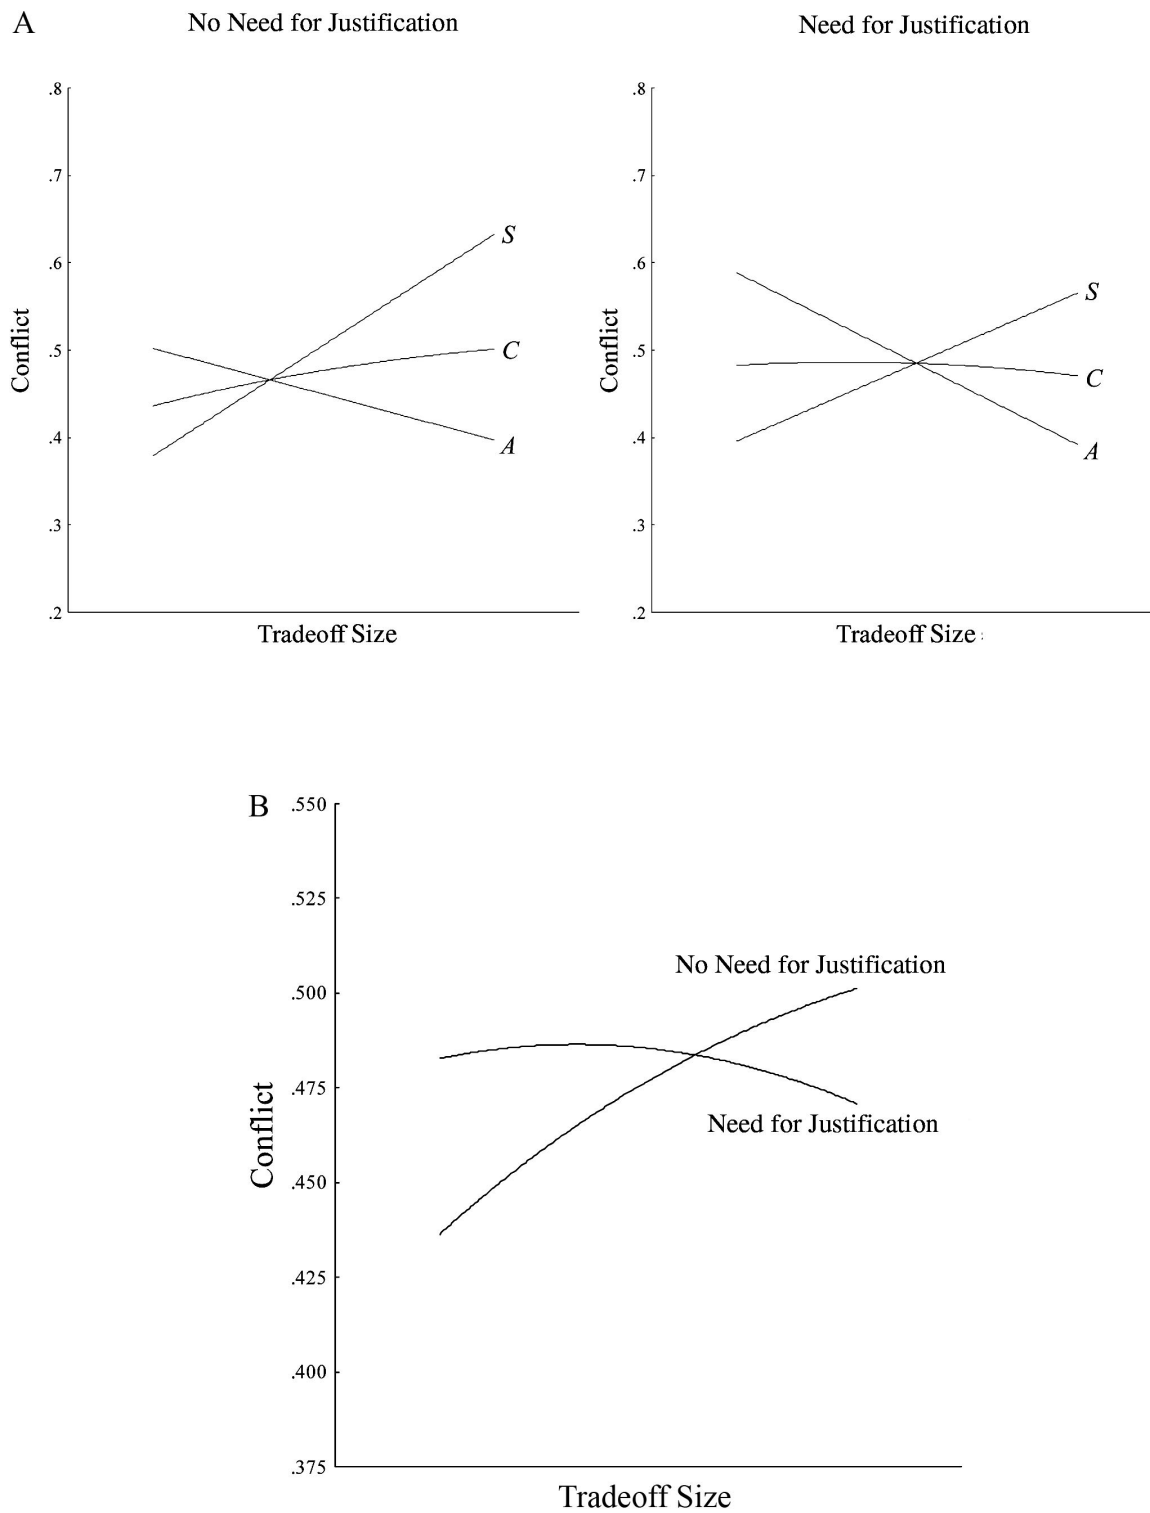 A
No Need for Justification
.8
.7
.6
.5
.4
.3
.2
Conflict
S
C
A
Tradeoff Size
Need for Justification
.8
.7
.6
.5
.4
.3
.2
Conflict
S
C
A
Tradeoff Size
B
.550
.525
.500
.475
.450
.425
.400
.375
Conflict
No Need for Justification
Need for Justification
Tradeoff Size